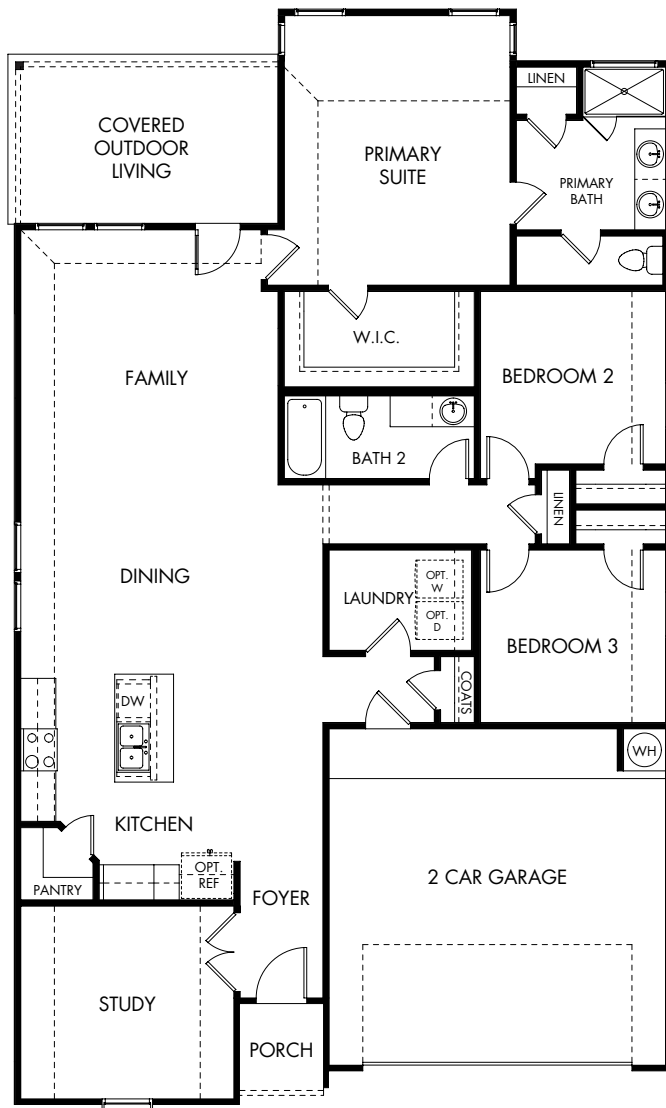 LINEN
COVERED
OUTDOOR
LIVING
PRIMARY
SUITE
PRIMARY
BATH
W.I.C.
FAMILY
BEDROOM 2
BATH 2
LINEN
DINING
OPT.
W
LAUNDRY
OPT.
D
BEDROOM 3
COATS
DW
WH
KITCHEN
OPT.
REF
PANTRY
FOYER
2 CAR GARAGE
STUDY
PORCH